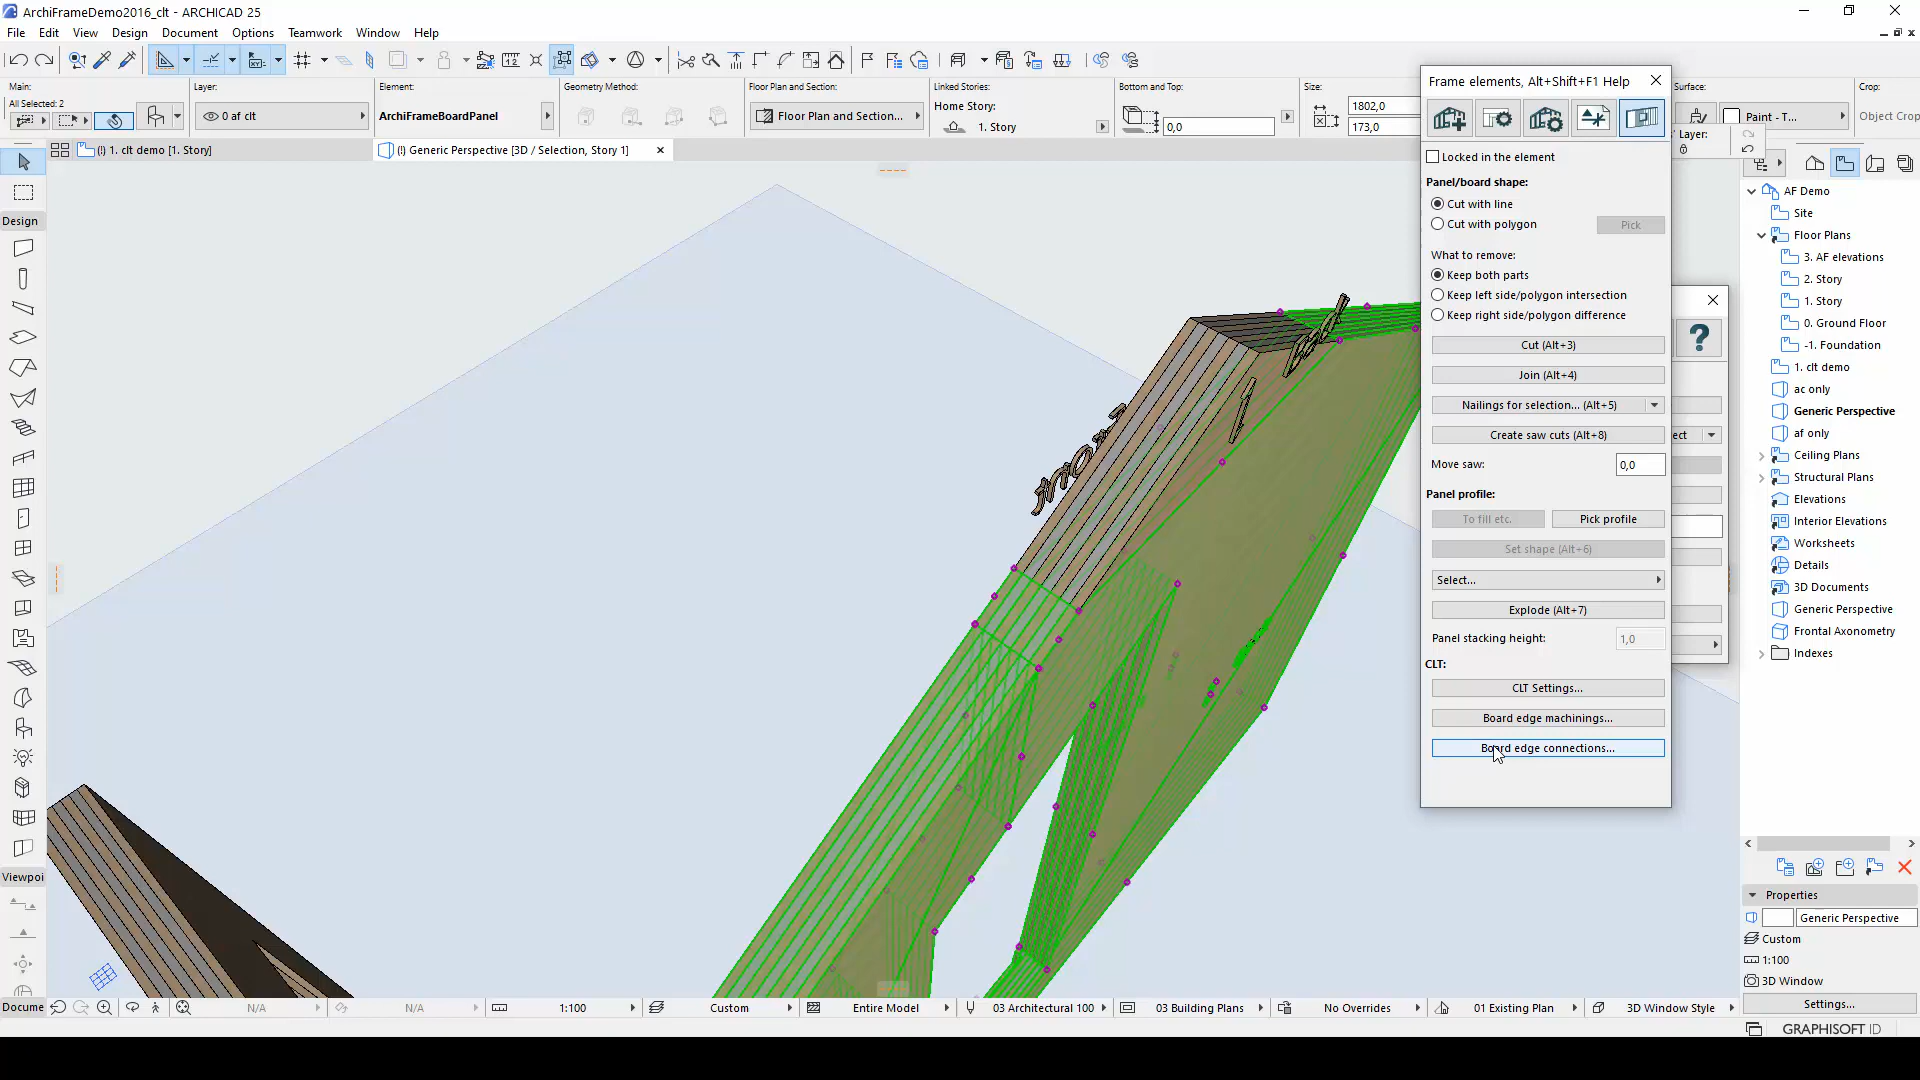 ArchiFrameDemo2016_clt - ARCHICAD 25
File Edit View Design Document Options Teamwork Window Help
Main:
All Selected: 2
Layer:
0 af clt
Element:
ArchiFrameBoardPanel
Geometry Method:
Floor Plan and Section:
Floor Plan and Section...
Linked Stories:
Home Story:
1. Story
Bottom and Top:
0,0
Size:
1802,0
173,0
Surface:
Paint - T...
Crop:
Object Crop
Layer:
(!) 1. clt demo [1. Story]
(!) Generic Perspective [3D / Selection, Story 1]
Design
Viewpoi
Docume
Frame elements, Alt+Shift+F1 Help
Locked in the element
Panel/board shape:
Cut with line
Cut with polygon
Pick
What to remove:
Keep both parts
Keep left side/polygon intersection
Keep right side/polygon difference
Cut (Alt+3)
Join (Alt+4)
Nailings for selection... (Alt+5)
Create saw cuts (Alt+8)
Move saw:
0,0
Panel profile:
To fill etc.
Pick profile
Set shape (Alt+6)
Select...
Explode (Alt+7)
Panel stacking height:
1,0
CLT:
CLT Settings...
Board edge machinings...
Board edge connections...
?
ect
AF Demo
Site
Floor Plans
3. AF elevations
2. Story
1. Story
0. Ground Floor
-1. Foundation
1. clt demo
ac only
Generic Perspective
af only
Ceiling Plans
Structural Plans
Elevations
Interior Elevations
Worksheets
Details
3D Documents
Generic Perspective
Frontal Axonometry
Indexes
Properties
Generic Perspective
Custom
1:100
3D Window
Settings...
N/A
N/A
1:100
Custom
Entire Model
03 Architectural 100
03 Building Plans
No Overrides
01 Existing Plan
3D Window Style
GRAPHISOFT ID